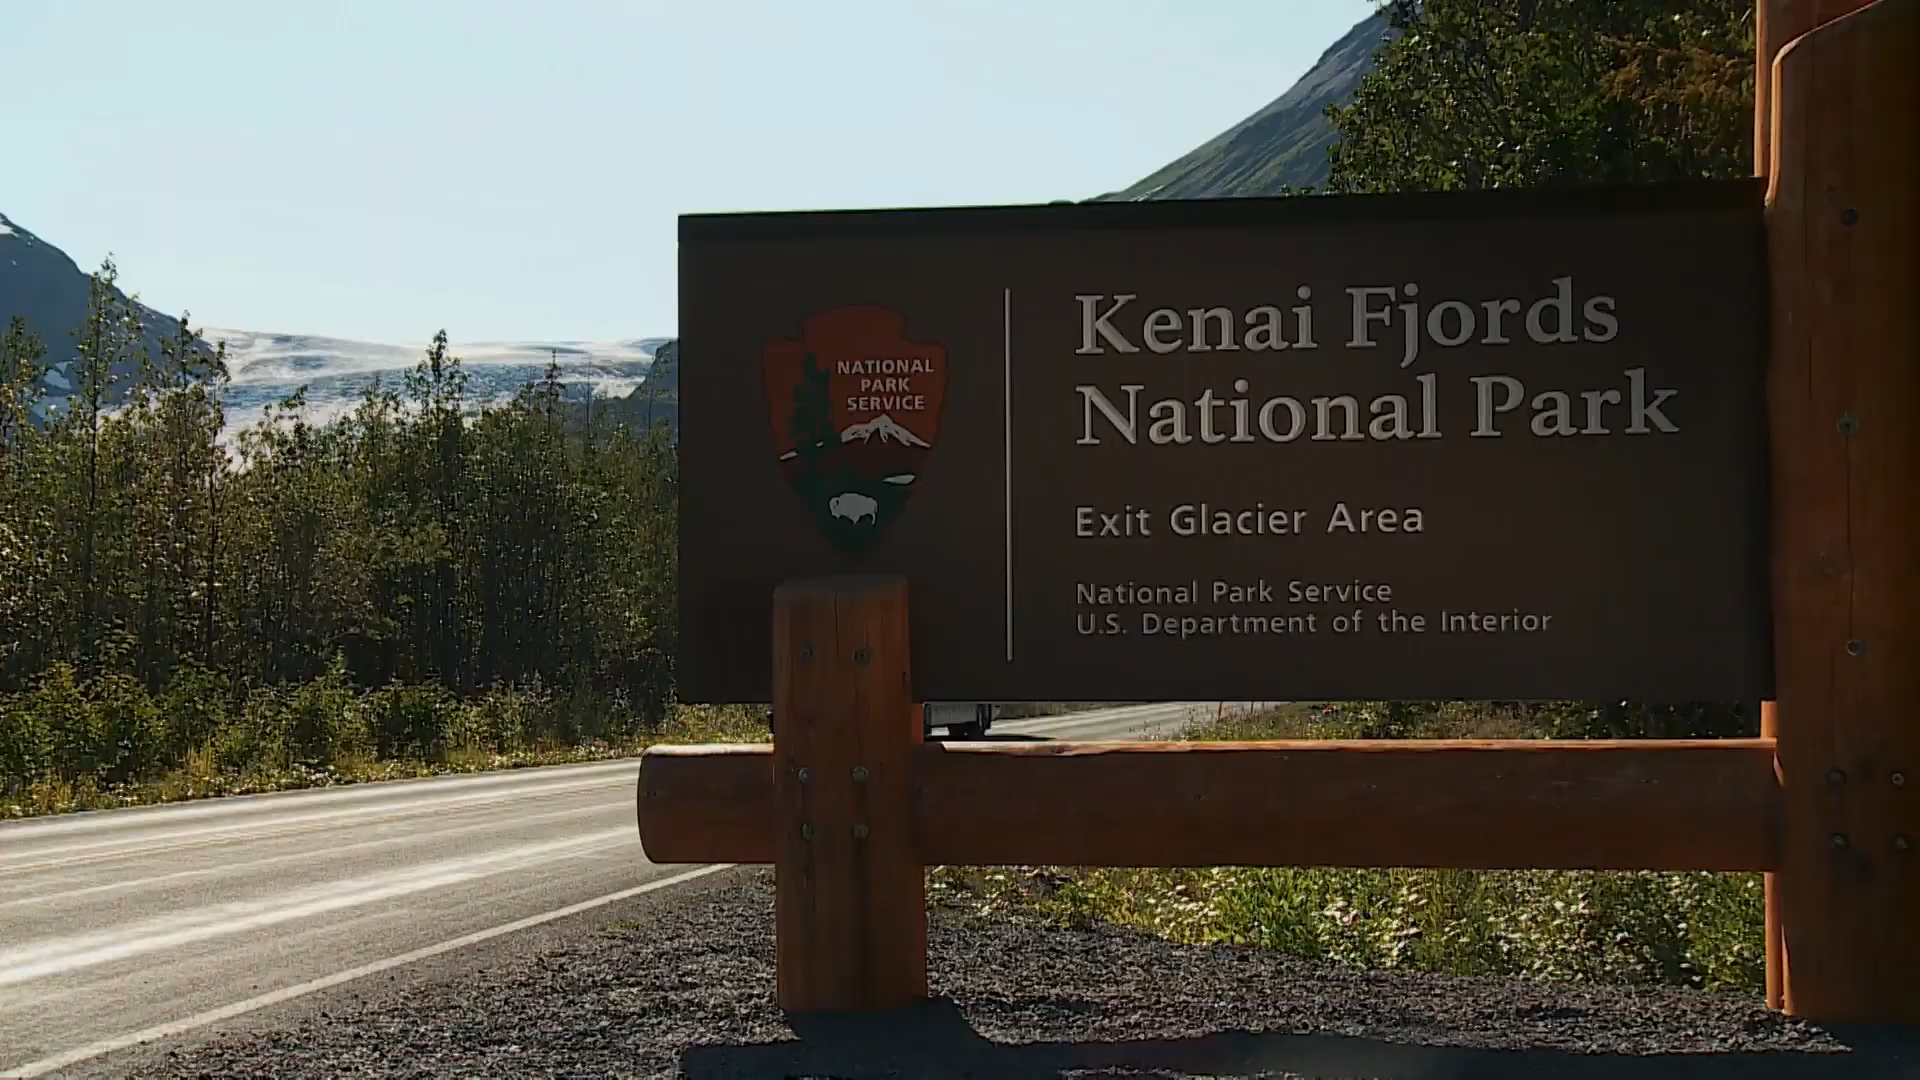 NATIONAL
PARK
SERVICE
Kenai Fjords
National Park
Exit Glacier Area
National Park Service
U.S. Department of the Interior